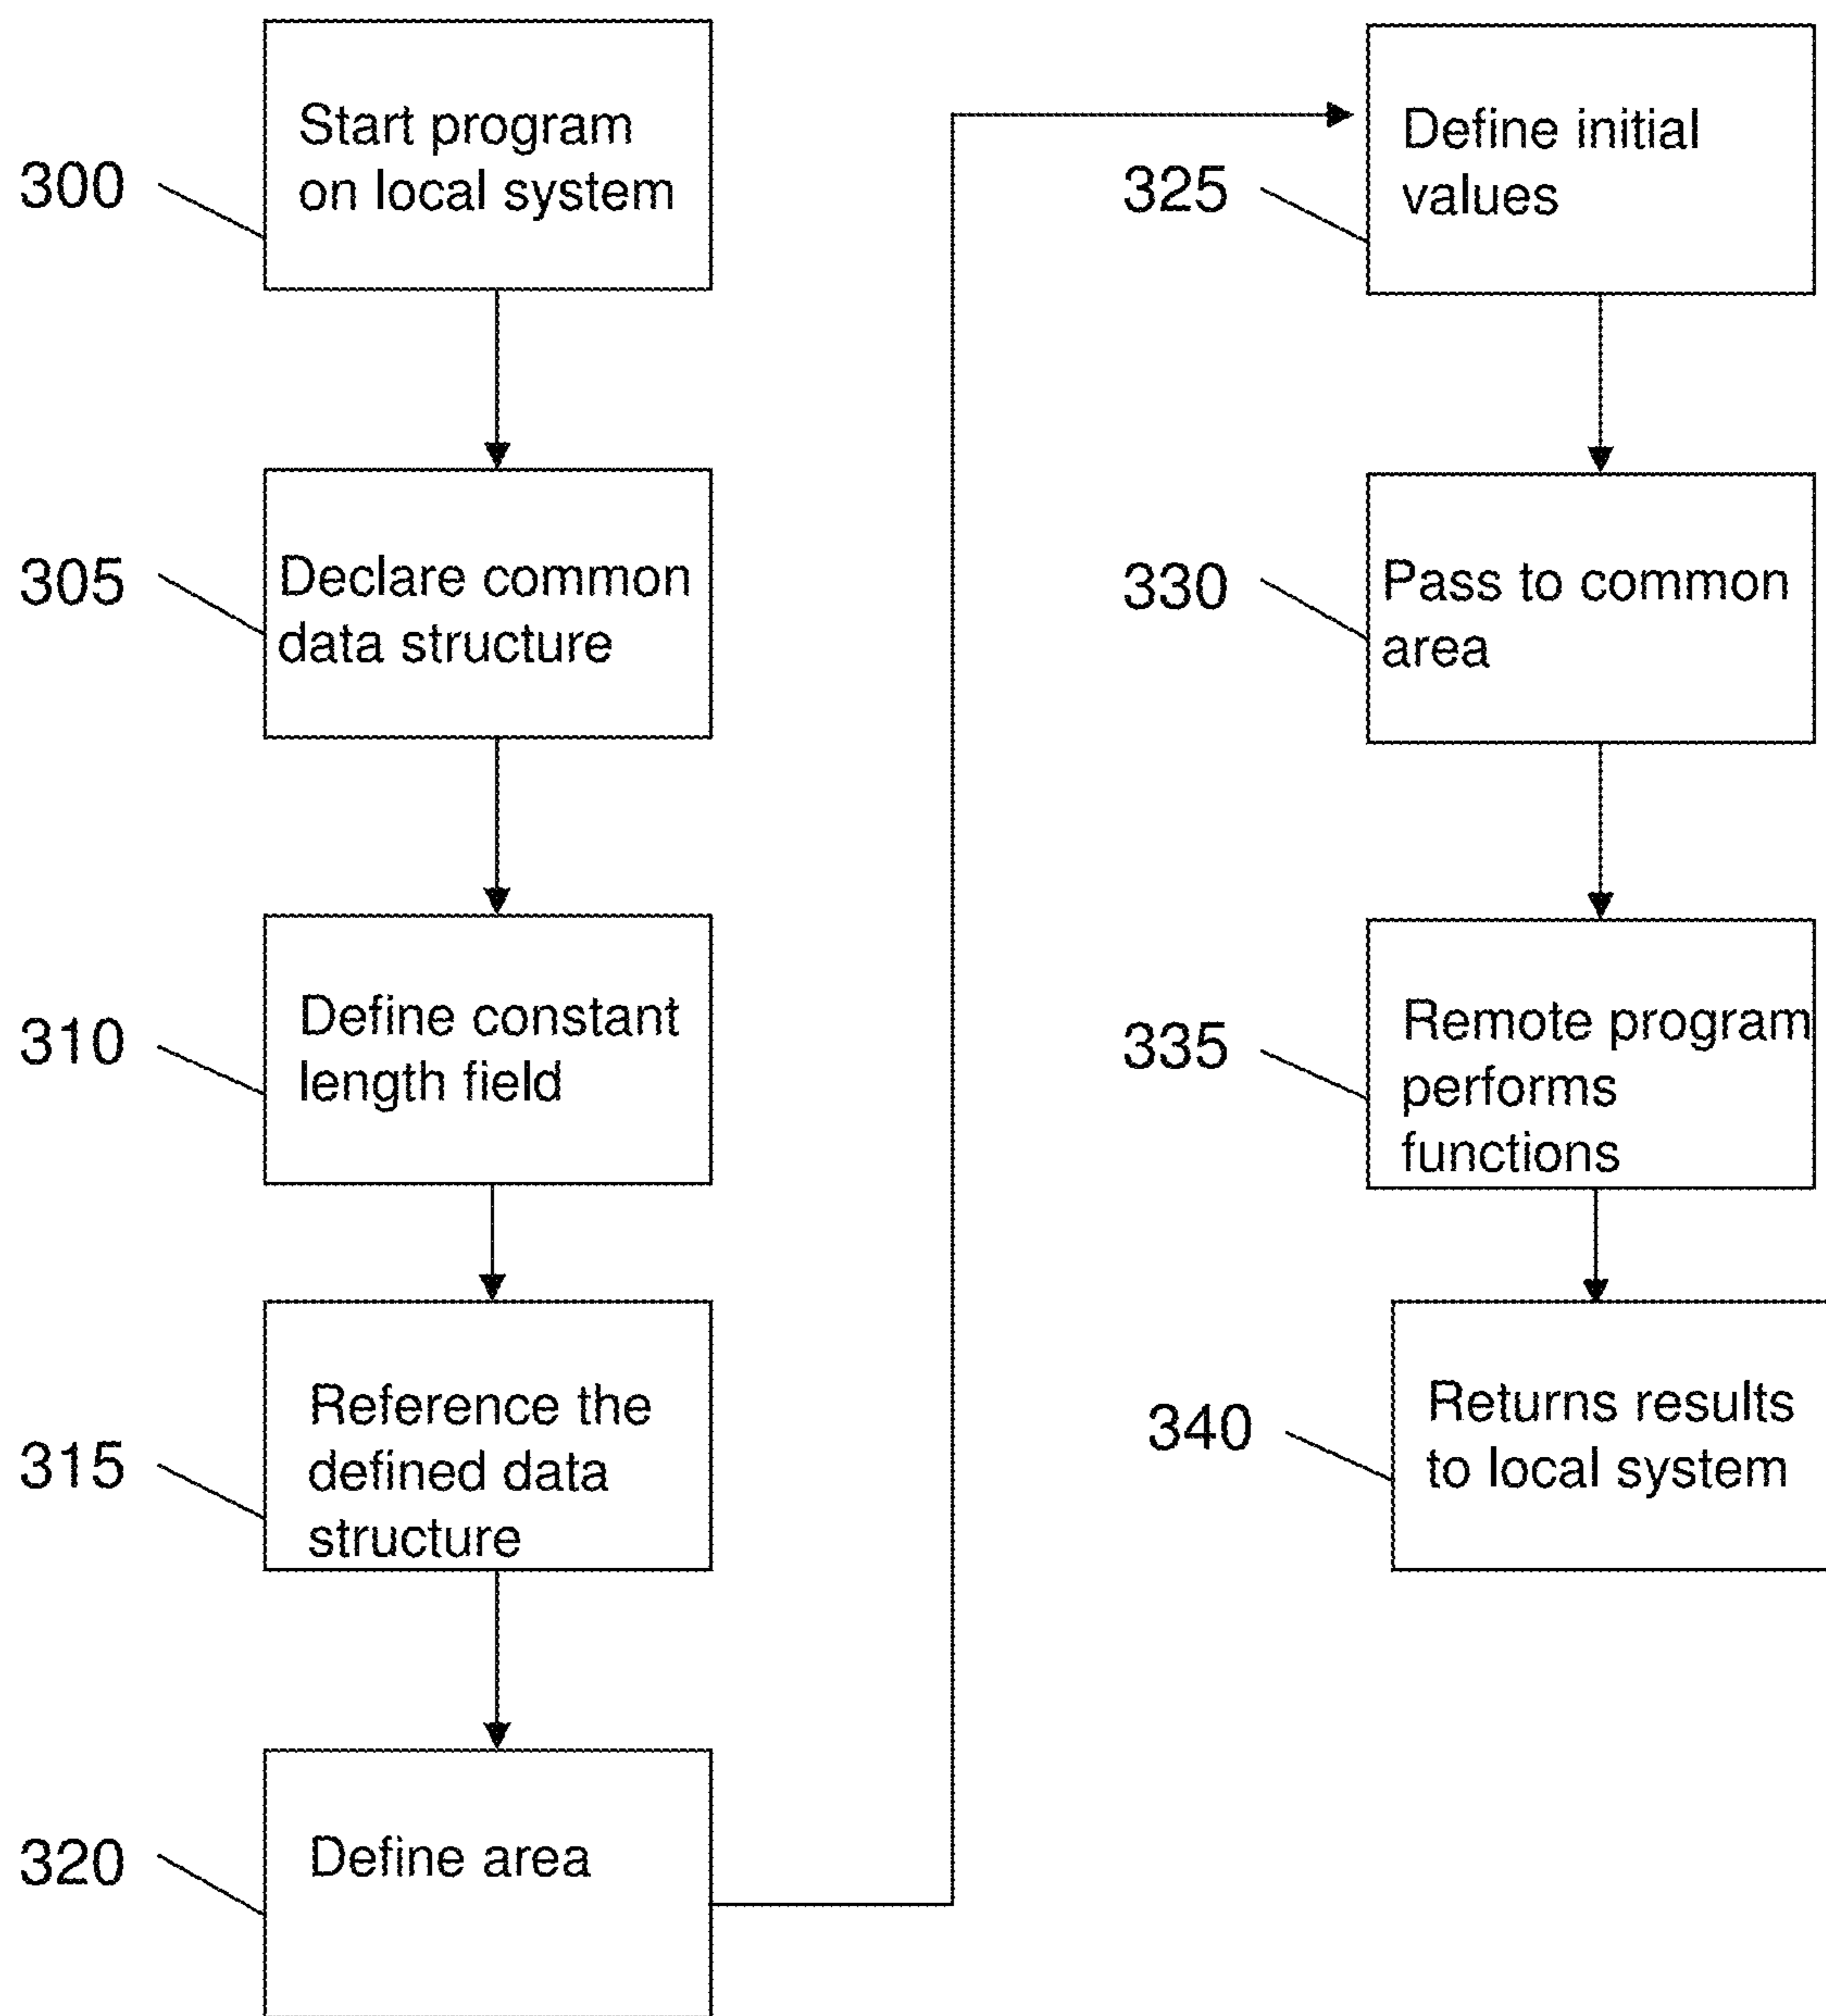 300
Start program
on local system
305
Declare common
data structure
310
Define constant
length field
315
Reference the
defined data
structure
320
Define area
325
Define initial
values
330
Pass to common
area
335
Remote program
performs
functions
340
Returns results
to local system